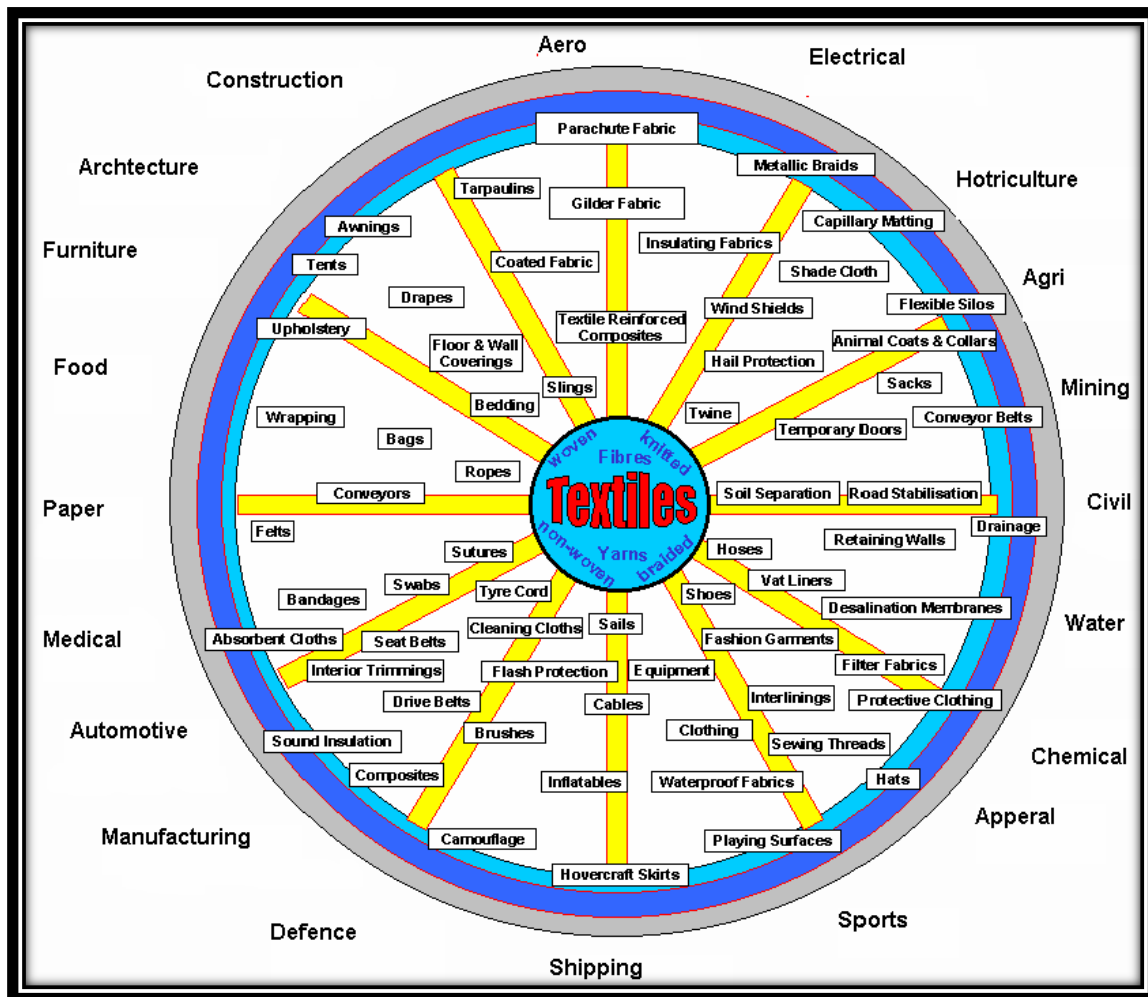 Aero
Electrical
Construction
Parachute Fabric
Archtecture
Metallic Braids
Hotriculture
Tarpaulins
Gilder Fabric
Awnings
Capillary Matting
Furniture
Insulating Fabrics
Tents
Coated Fabric
Shade Cloth
Agri
Drapes
Wind Shields
Flexible Silos
Upholstery
Textile Reinforced
Composites
Floor & Wall
Coverings
Anirnal Coats & Collars
Food
Hail Protection
Slings
Sacks
Mining
Bedding
Twine
Wrapping
Conveyor Belts
Bags
Temporary Doors
woven
knitted
Fibres
Ropes
Textiles
Conveyors
Soil Separation
Road Stabilisation
Paper
Civil
Felts
Drainage
non-woven
Yarns
braided
Sutures
Hoses
Retaining Walls
Swabs
Tyre Cord
Shoes
Vat Liners
Bandages
Desalination Membranes
Medical
Absorbent Cloths
Seat Belts
Cleaning Cloths
Sails
Fashion Garments
Water
Interior Trimmings
Flash Protection
Equipment
Filter Fabrics
Drive Belts
Cables
Interlinings
Protective Clothing
Automotive
Sound Insulation
Brushes
Clothing
Sewing Threads
Chemical
Composites
Inflatables
Waterproof Fabrics
Hats
Apperal
Manufacturing
Camouflage
Playing Surfaces
Hovercraft Skirts
Defence
Sports
Shipping